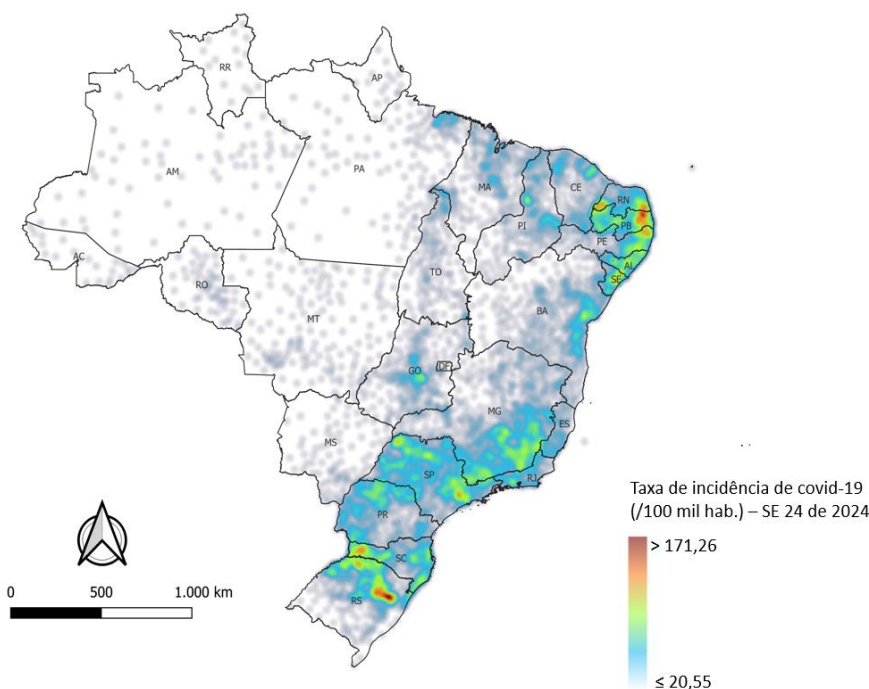 RR
AP
AM
PA
MA
CE
RN
PB
PI
PE
AL
SE
AC
TO
RO
MT
BA
GO
DF
MG
ES
MS
SP
RJ
PR
SC
RS
Taxa de incidência de covid-19
(/100 mil hab.) – SE 24 de 2024
> 171,26
≤ 20,55
0 500 1.000 km